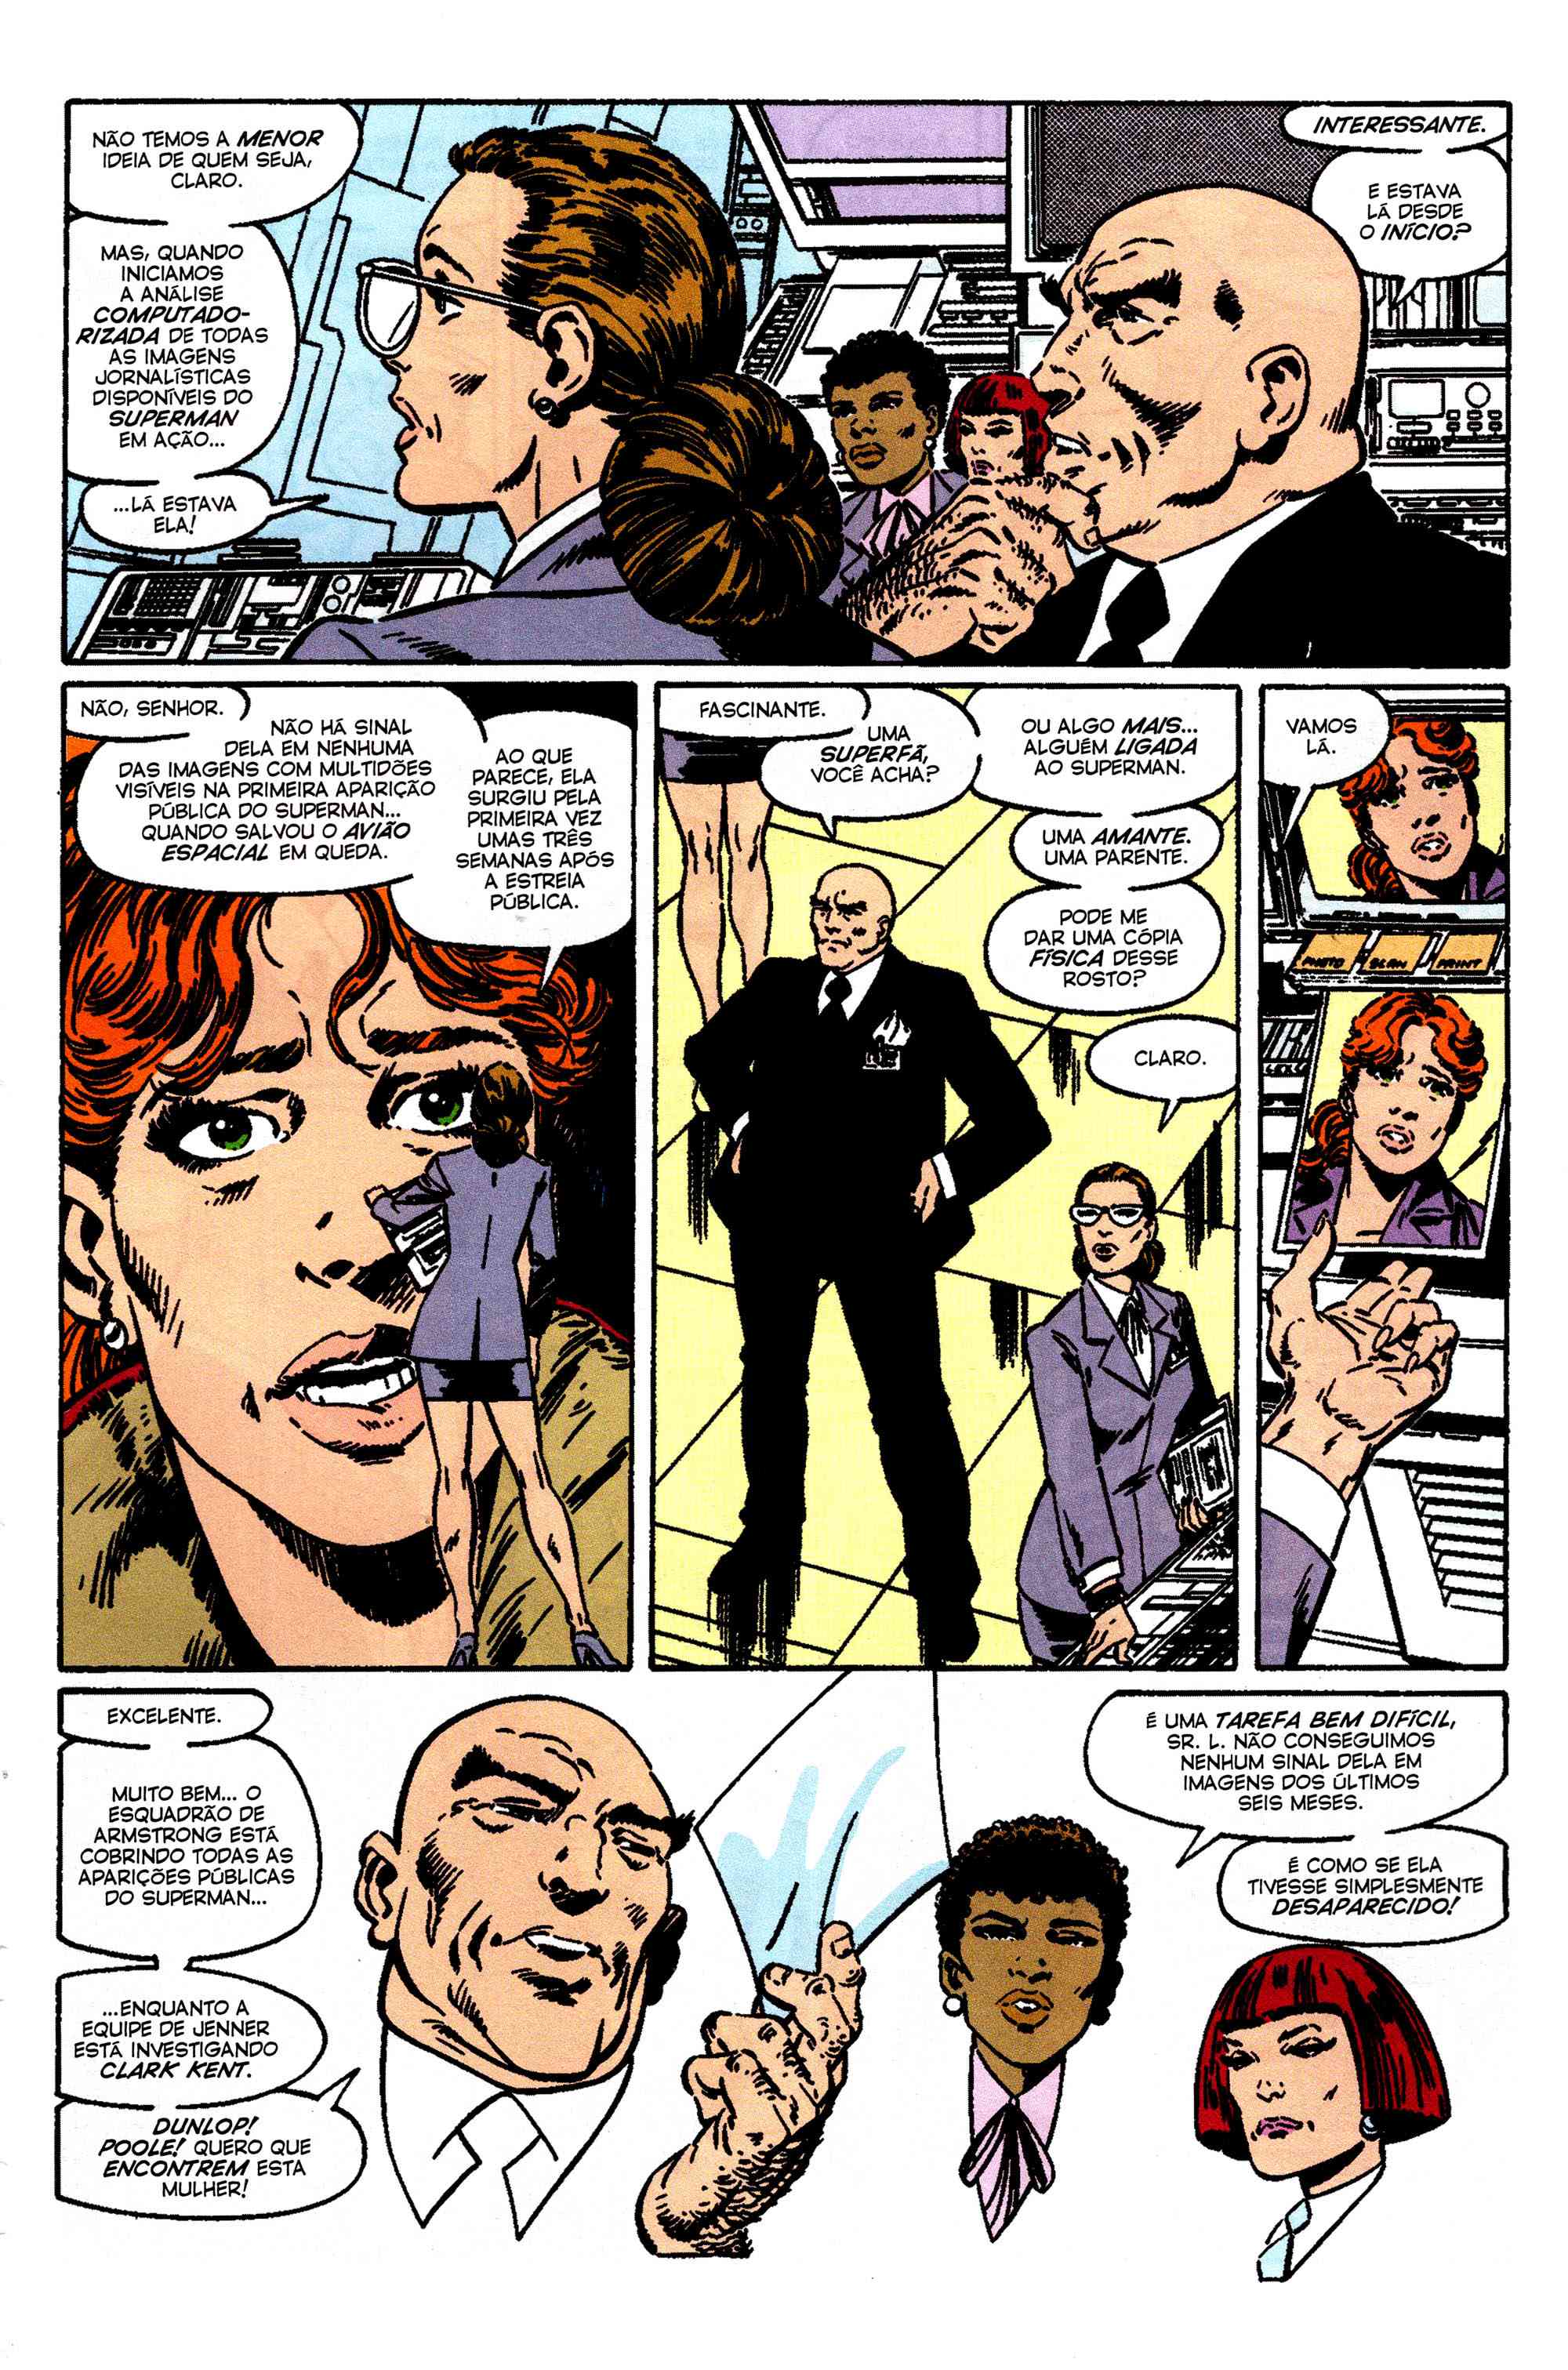 NÃO TEMOS A MENOR
IDEIA DE QUEM SEJA,
CLARO.
MAS, QUANDO
INICIAMOS
A ANÁLISE
COMPUTADO-
RIZADA DE TODAS
AS IMAGENS
JORNALÍSTICAS
DISPONÍVEIS DO
SUPERMAN
EM AÇÃO...
...LÁ ESTAVA
ELA!
INTERESSANTE.
E ESTAVA
LÁ DESDE
O INÍCIO?
NÃO, SENHOR.
NÃO HÁ SINAL
DELA EM NENHUMA
DAS IMAGENS COM MULTIDÕES
VISÍVEIS NA PRIMEIRA APARIÇÃO
PÚBLICA DO SUPERMAN...
QUANDO SALVOU O AVIÃO
ESPACIAL EM QUEDA.
AO QUE
PARECE, ELA
SURGIU PELA
PRIMEIRA VEZ
UMAS TRÊS
SEMANAS APÓS
A ESTREIA
PÚBLICA.
FASCINANTE.
UMA
SUPERFÃ,
VOCÊ ACHA?
OU ALGO MAIS...
ALGUÉM LIGADA
AO SUPERMAN.
UMA AMANTE.
UMA PARENTE.
PODE ME
DAR UMA CÓPIA
FÍSICA DESSE
ROSTO?
CLARO.
VAMOS
LÁ.
PHOTO
SCAN
PRINT
EXCELENTE.
MUITO BEM... O
ESQUADRÃO DE
ARMSTRONG ESTÁ
COBRINDO TODAS AS
APARIÇÕES PÚBLICAS
DO SUPERMAN...
...ENQUANTO A
EQUIPE DE JENNER
ESTÁ INVESTIGANDO
CLARK KENT.
DUNLOP!
POOLE! QUERO QUE
ENCONTREM ESTA
MULHER!
É UMA TAREFA BEM DIFÍCIL,
SR. L. NÃO CONSEGUIMOS
NENHUM SINAL DELA EM
IMAGENS DOS ÚLTIMOS
SEIS MESES.
É COMO SE ELA
TIVESSE SIMPLESMENTE
DESAPARECIDO!